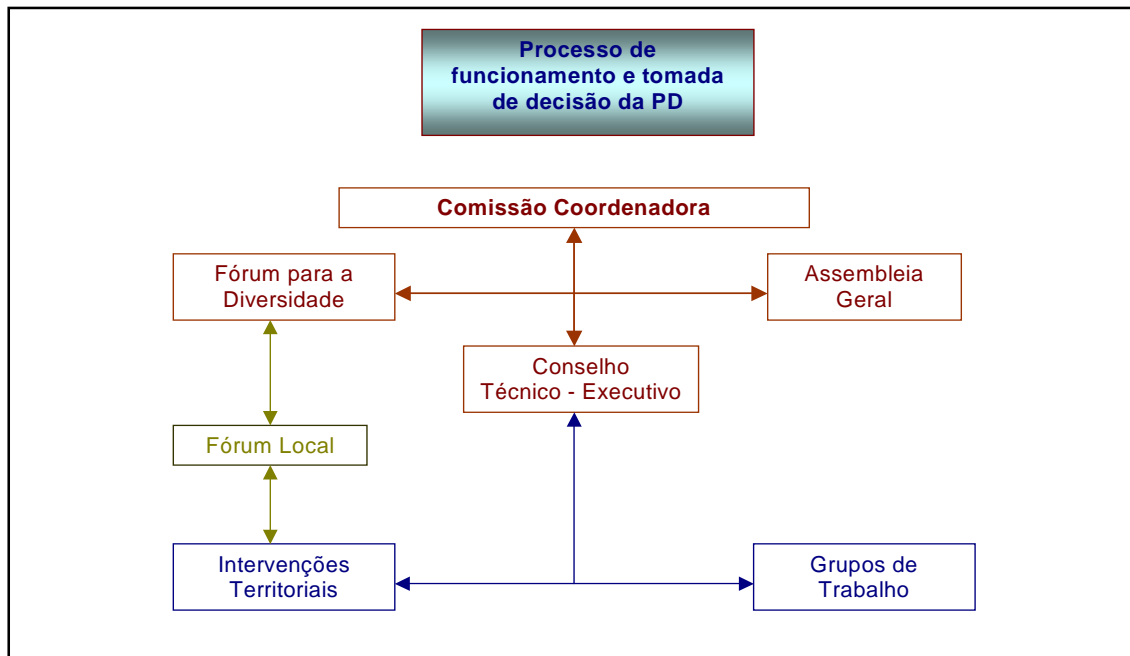 Processo de
funcionamento e tomada
de decisão da PD
Comissão Coordenadora
Fórum para a
Diversidade
Assembleia
Geral
Conselho
Técnico - Executivo
Fórum Local
Intervenções
Territoriais
Grupos de
Trabalho